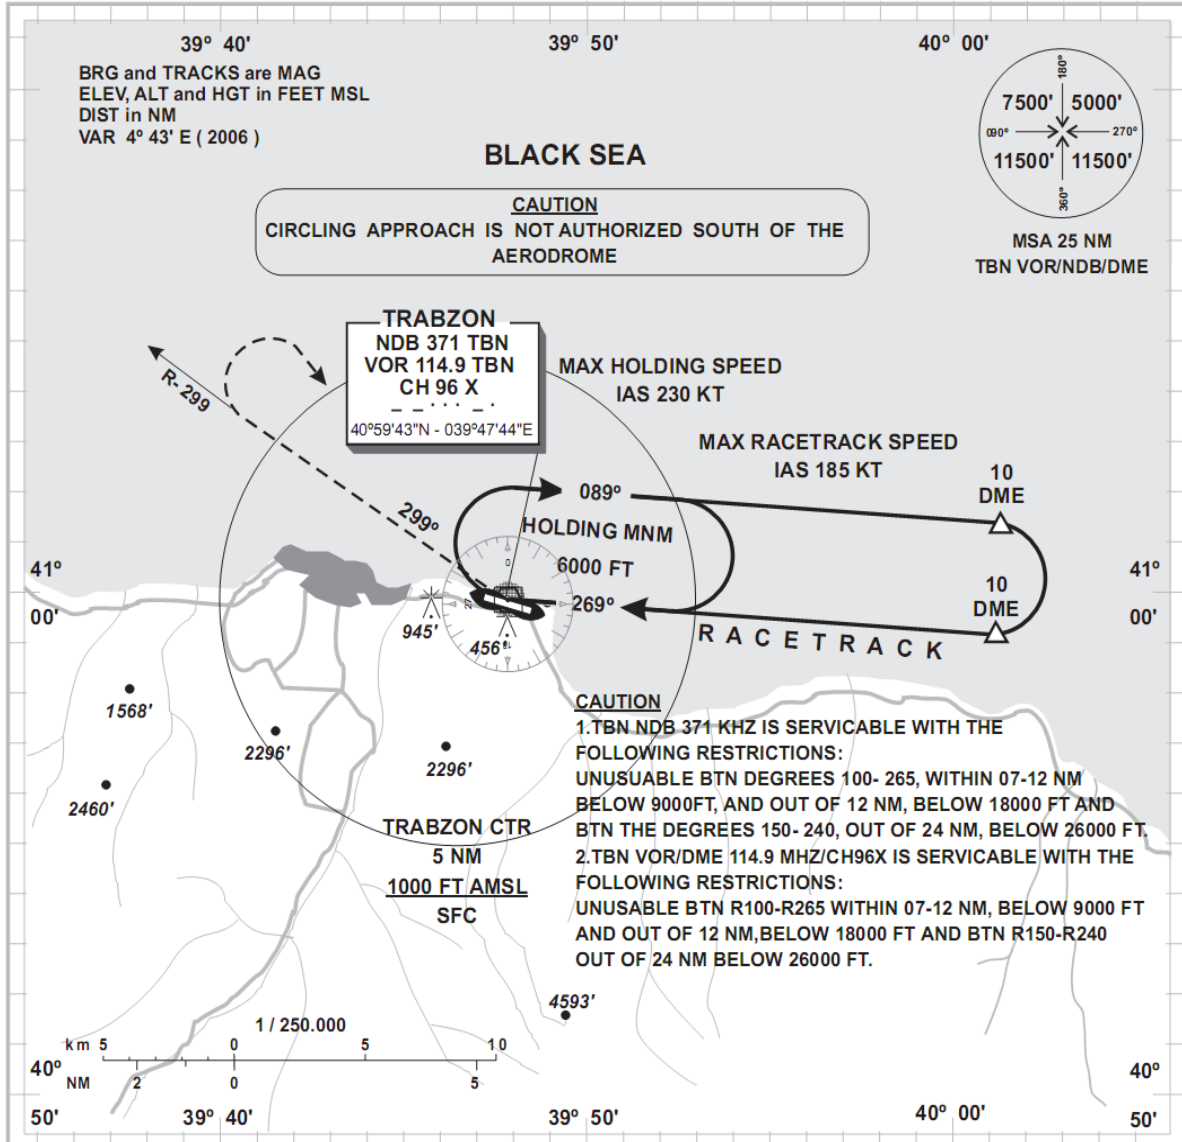 39º 40'
39º 50'
40º 00'
BRG and TRACKS are MAG
ELEV, ALT and HGT in FEET MSL
DIST in NM
VAR 4º 43' E ( 2006 )
180º
7500' 5000'
090º 270º
11500' 11500'
360º
MSA 25 NM
TBN VOR/NDB/DME
BLACK SEA
CAUTION
CIRCLING APPROACH IS NOT AUTHORIZED SOUTH OF THE
AERODROME
TRABZON
NDB 371 TBN
VOR 114.9 TBN
CH 96 X
_ _ . . . _ .
40º59'43"N - 039º47'44"E
MAX HOLDING SPEED
IAS 230 KT
R- 299
MAX RACETRACK SPEED
IAS 185 KT
10
DME
089º
299º
HOLDING MNM
6000 FT
41º
00'
41º
00'
0
27
9
18
269º
10
DME
RACETRACK
945'
456'
1568'
2296'
2296'
2460'
CAUTION
1.TBN NDB 371 KHZ IS SERVICABLE WITH THE
FOLLOWING RESTRICTIONS:
UNUSUABLE BTN DEGREES 100- 265, WITHIN 07-12 NM
BELOW 9000FT, AND OUT OF 12 NM, BELOW 18000 FT AND
BTN THE DEGREES 150- 240, OUT OF 24 NM, BELOW 26000 FT.
2.TBN VOR/DME 114.9 MHZ/CH96X IS SERVICABLE WITH THE
FOLLOWING RESTRICTIONS:
UNUSABLE BTN R100-R265 WITHIN 07-12 NM, BELOW 9000 FT
AND OUT OF 12 NM,BELOW 18000 FT AND BTN R150-R240
OUT OF 24 NM BELOW 26000 FT.
TRABZON CTR
5 NM
1000 FT AMSL
SFC
4593'
1 / 250.000
km 5 0 5 10
NM 2 0 5
40º
50'
40º
50'
39º 40'
39º 50'
40º 00'